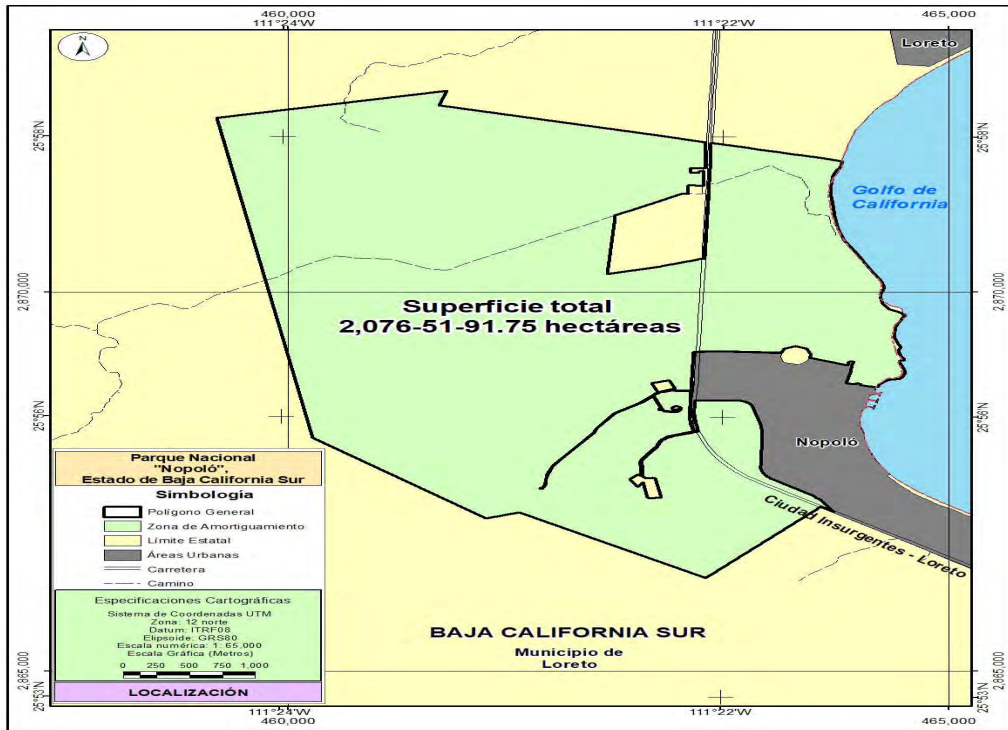 460,000
111°24'W
111°22'W
465,000
N
Loreto
25°58'N
25°58'N
Golfo de
California
2,870,000
2,870,000
Superficie total
2,076-51-91.75 hectáreas
25°56'N
25°56'N
Nopoló
Ciudad Insurgentes - Loreto
Parque Nacional
"Nopoló",
Estado de Baja California Sur
Simbología
Polígono General
Zona de Amortiguamiento
Límite Estatal
Áreas Urbanas
Carretera
Camino
Especificaciones Cartográficas
Sistema de Coordenadas UTM
Zona: 12 norte
Datum: ITRF08
Elipsoide: GRS80
Escala numérica: 1: 65,000
Escala Gráfica (Metros)
0 250 500 750 1,000
LOCALIZACIÓN
BAJA CALIFORNIA SUR
Municipio de
Loreto
2,865,000
2,865,000
25°53'N
25°53'N
111°24'W
460,000
111°22'W
465,000